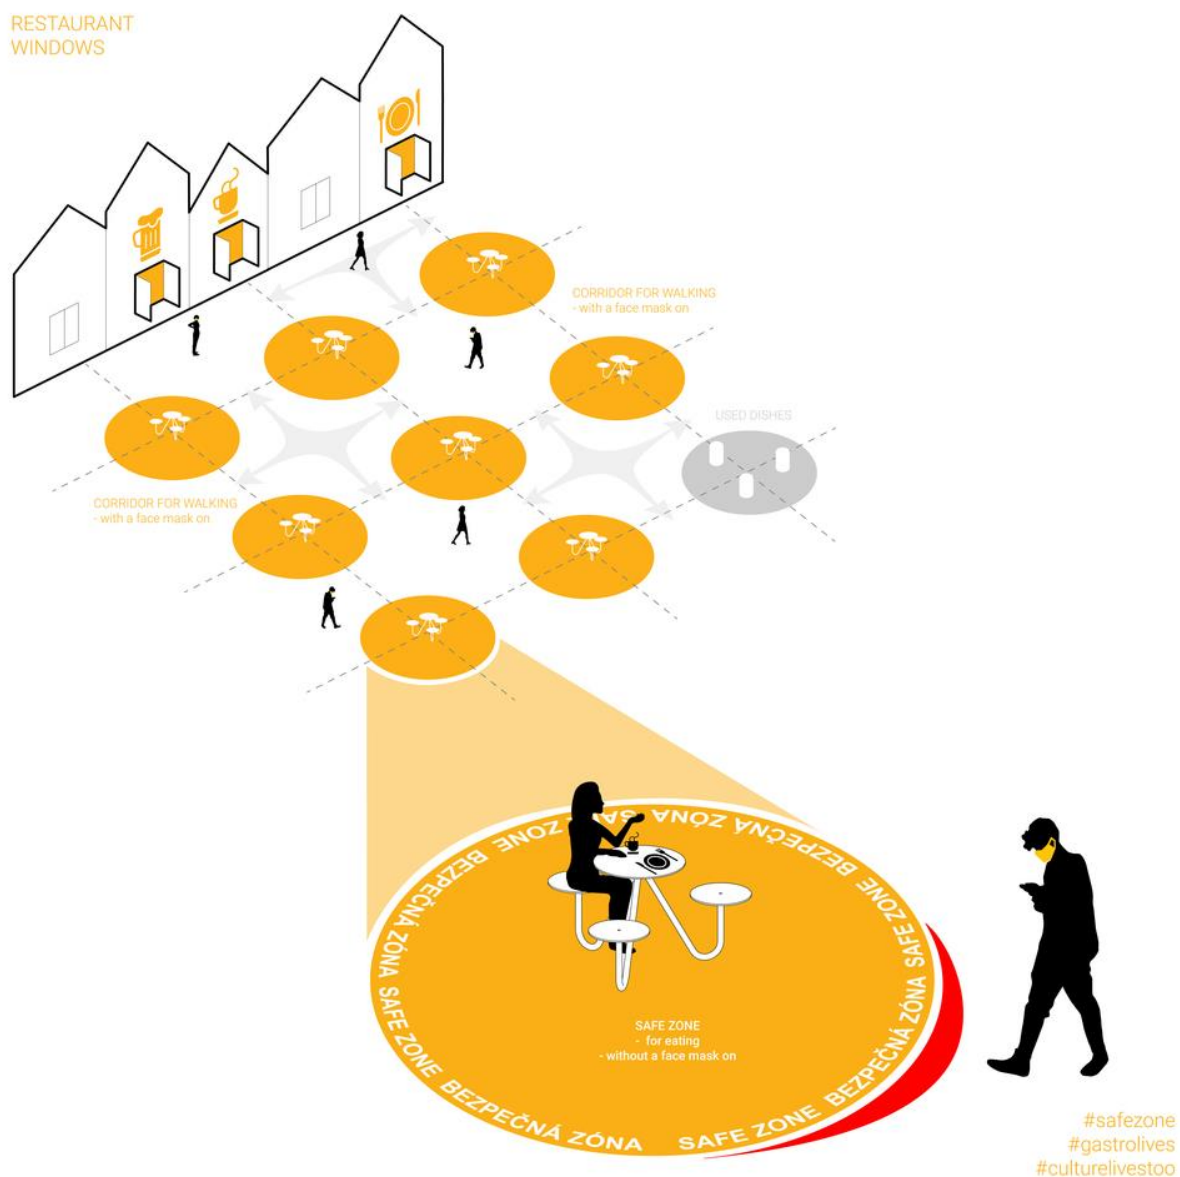 RESTAURANT
WINDOWS
CORRIDOR FOR WALKING
- with a face mask on
USED DISHES
CORRIDOR FOR WALKING
- with a face mask on
SAFE ZONE BEZPEČNÁ ZÓNA SAFE ZONE BEZPEČNÁ ZÓNA SAFE ZONE BEZPEČNÁ ZÓNA SAFE ZONE BEZPEČNÁ ZÓNA
SAFE ZONE
- for eating
- without a face mask on
#safezone
#gastrolives
#culturelivestoo